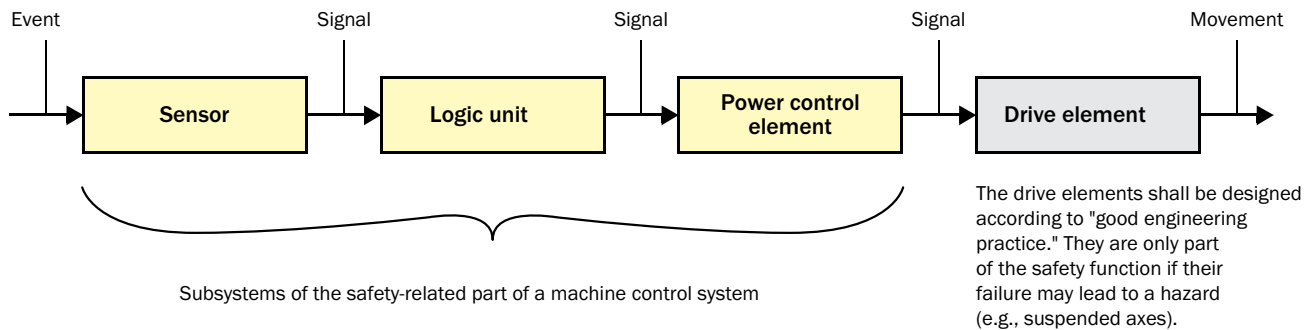 Event
Signal
Signal
Signal
Movement
Sensor
Logic unit
Power control
element
Drive element
The drive elements shall be designed
according to "good engineering
practice." They are only part
of the safety function if their
failure may lead to a hazard
(e.g., suspended axes).
Subsystems of the safety-related part of a machine control system